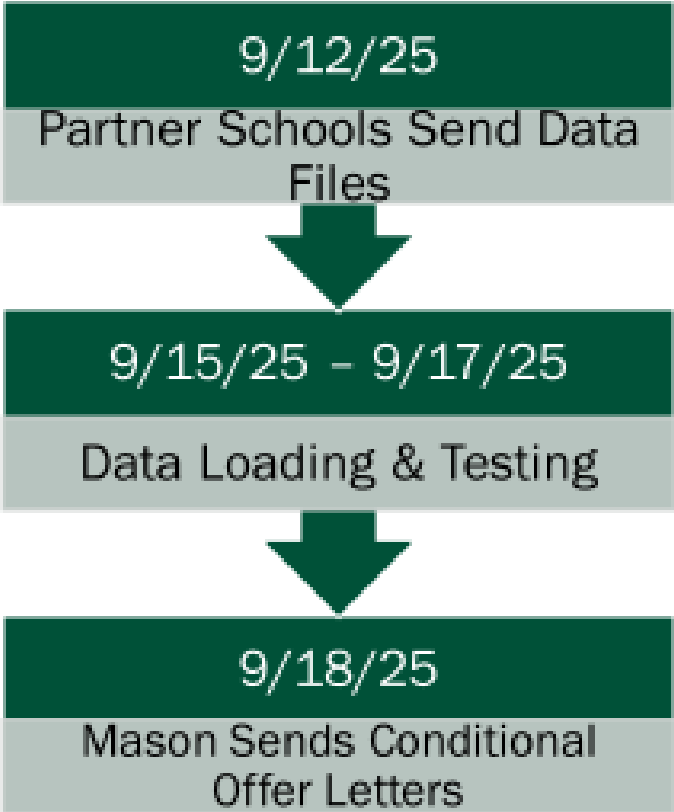 9/12/25
Partner Schools Send Data
Files
9/15/25 – 9/17/25
Data Loading & Testing
9/18/25
Mason Sends Conditional
Offer Letters